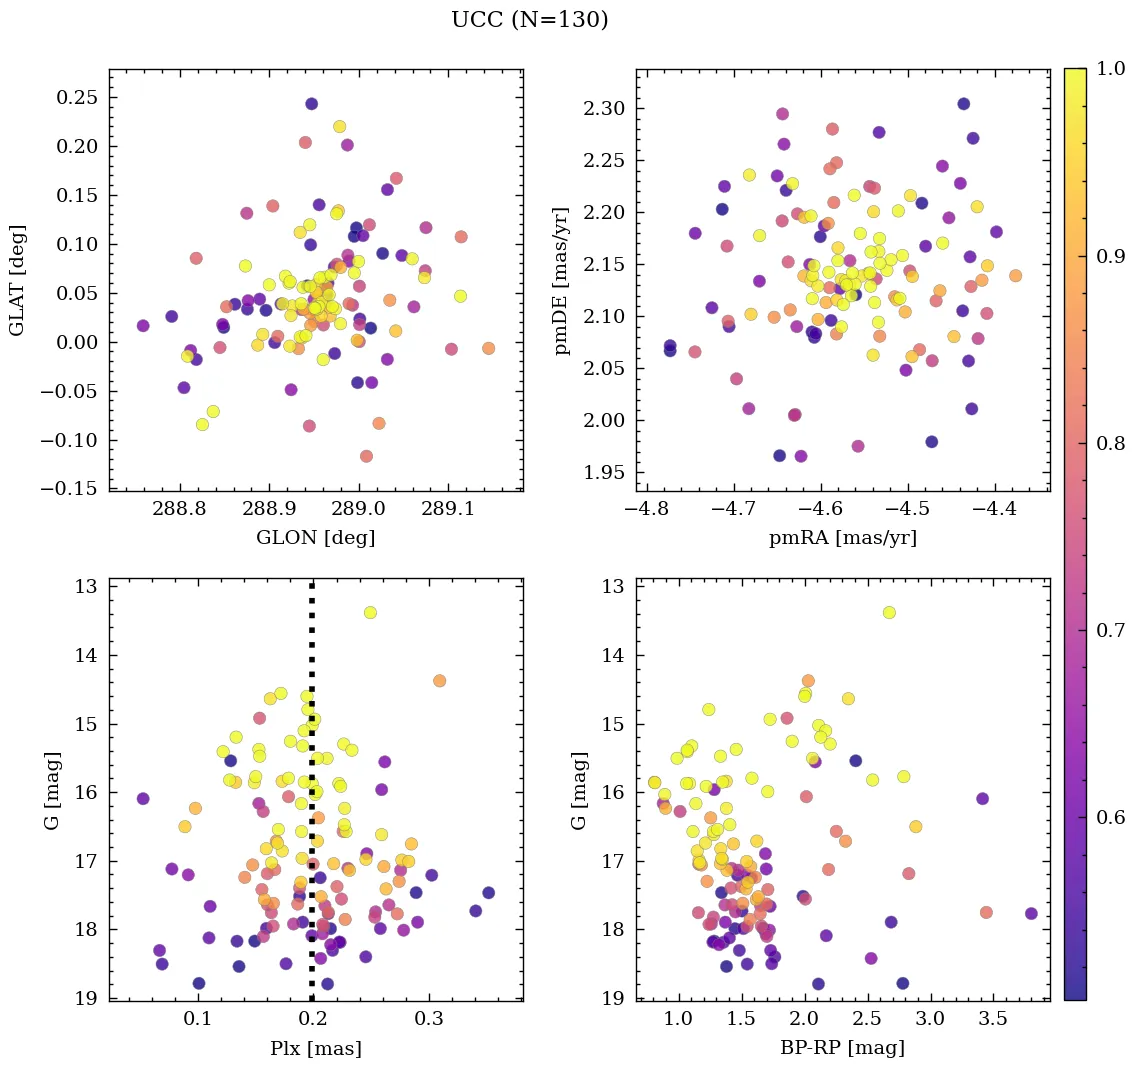 UCC (N=130)
0.25
0.20
0.15
0.10
0.05
0.00
−0.05
−0.10
−0.15
GLAT [deg]
288.8 288.9 289.0 289.1
GLON [deg]
2.30
2.25
2.20
2.15
2.10
2.05
2.00
1.95
pmDE [mas/yr]
−4.8 −4.7 −4.6 −4.5 −4.4
pmRA [mas/yr]
1.0
0.9
0.8
0.7
0.6
13
14
15
16
17
18
19
G [mag]
0.1 0.2 0.3
Plx [mas]
13
14
15
16
17
18
19
G [mag]
1.0 1.5 2.0 2.5 3.0 3.5
BP-RP [mag]